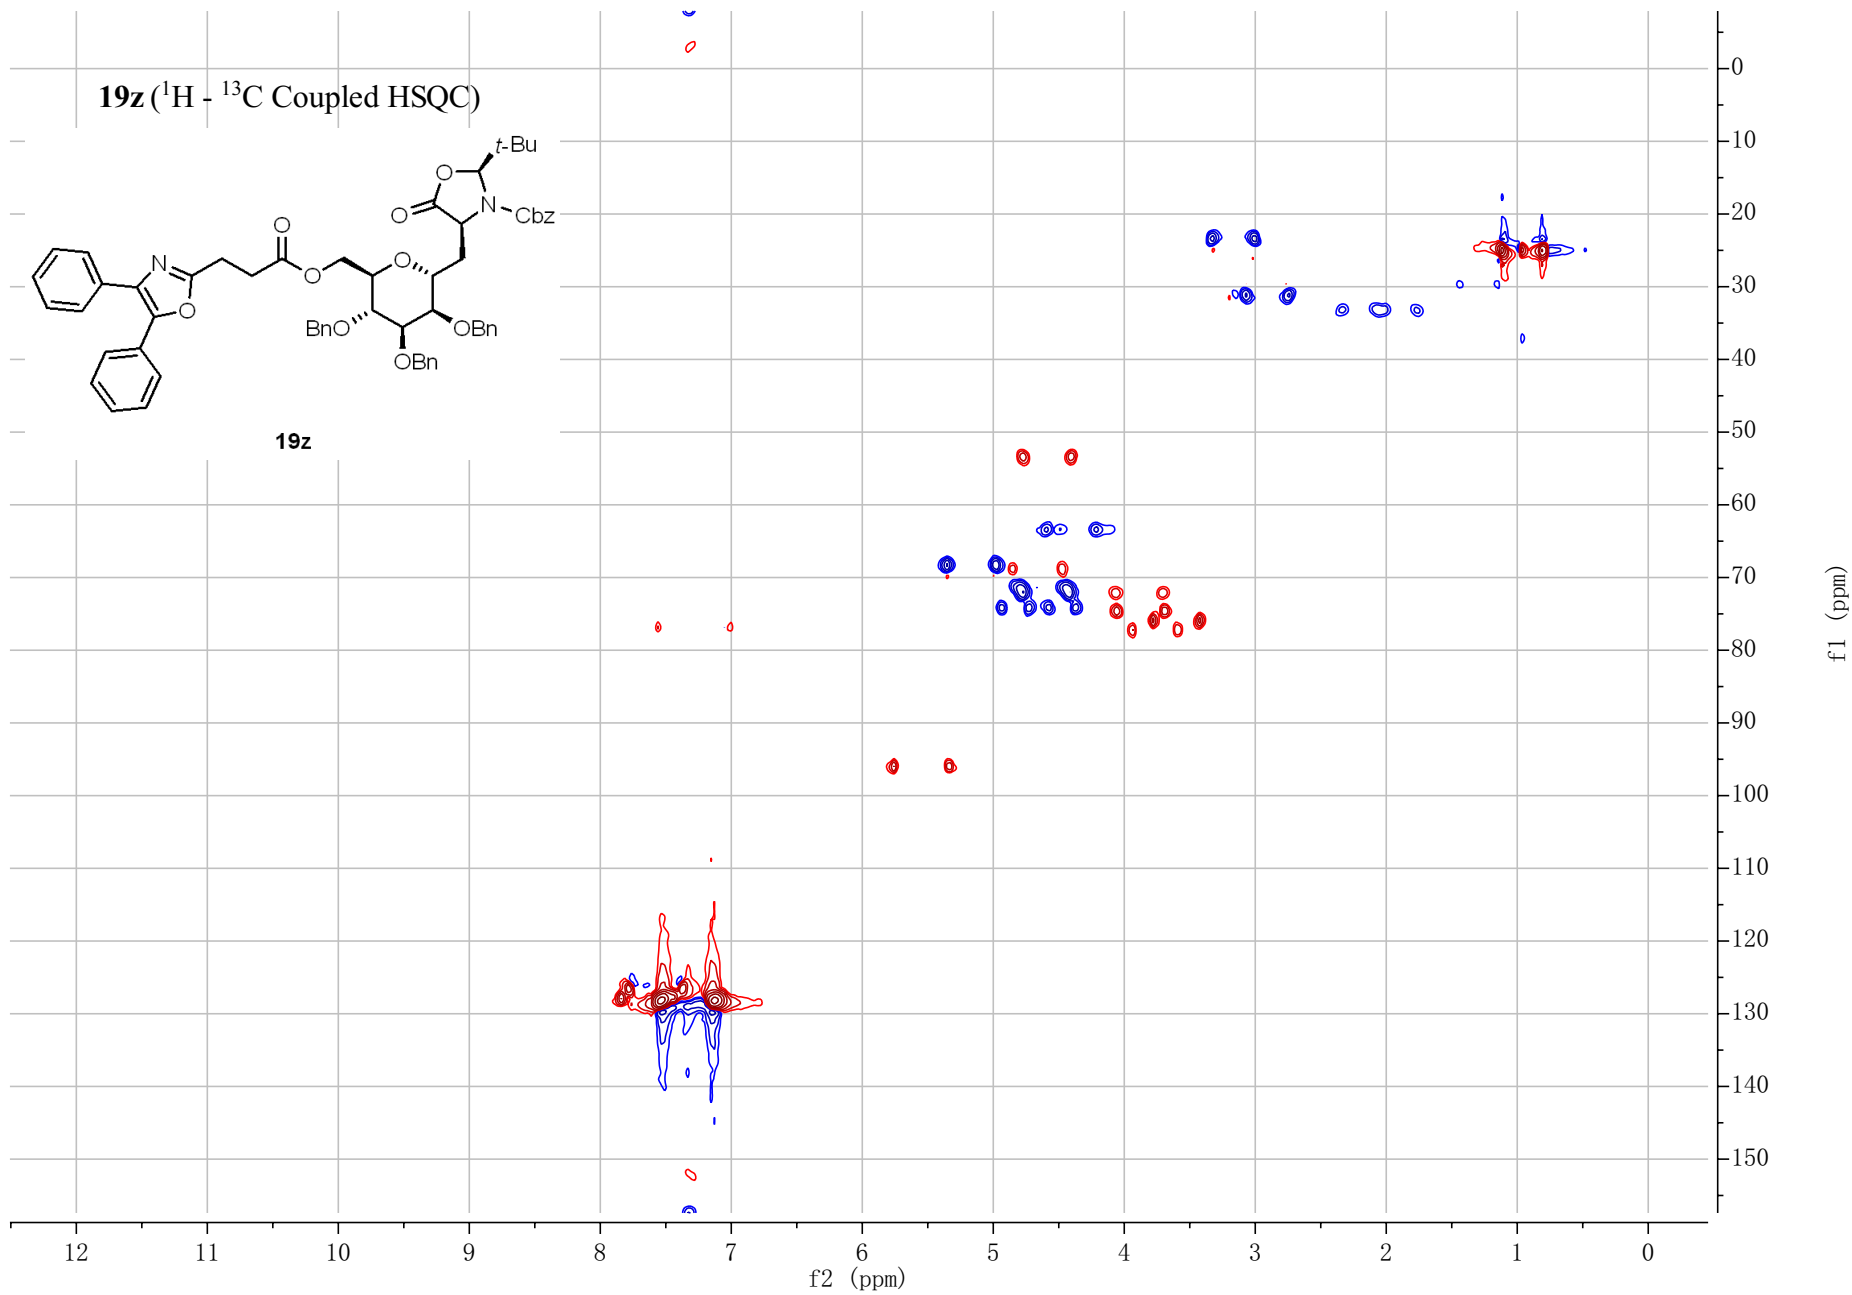 19z (¹H - ¹³C Coupled HSQC)
t-Bu
O
O
N
Cbz
O
O
O
N
O
BnO
OBn
OBn
19z
0
10
20
30
40
50
60
70
80
90
100
110
120
130
140
150
f1 (ppm)
12 11 10 9 8 7 6 5 4 3 2 1 0
f2 (ppm)